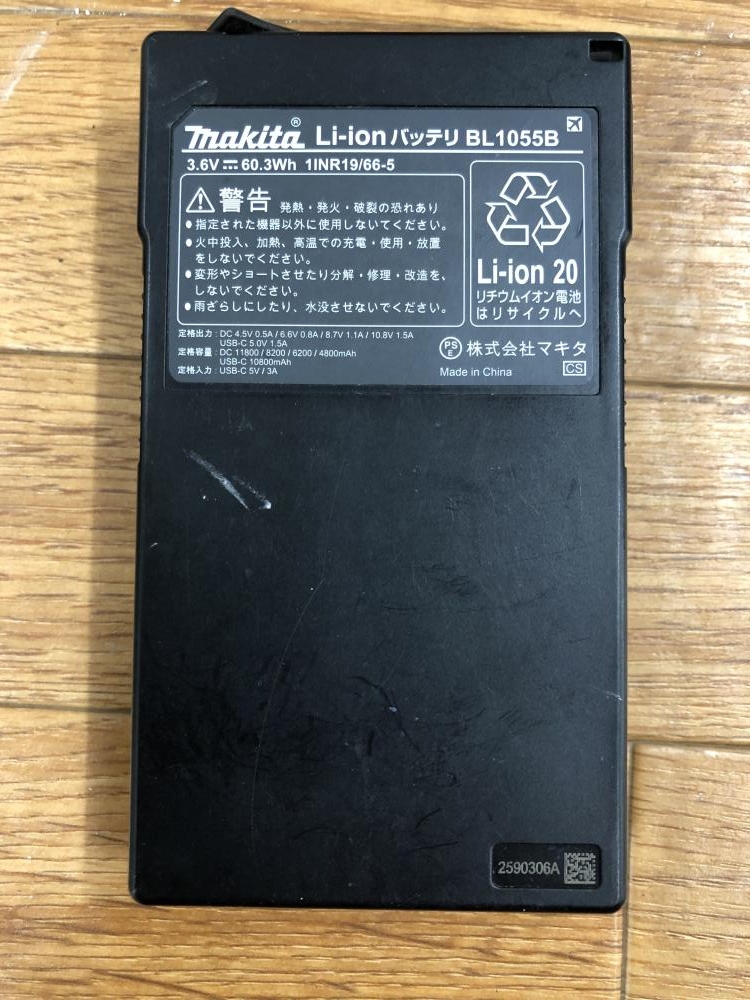 makita® Li-ion バッテリ BL1055B
3.6V⎓60.3Wh 1INR19/66-5
警告 発熱・発火・破裂の恐れあり
●指定された機器以外に使用しないでください。
●火中投入、加熱、高温での充電・使用・放置
をしないでください。
●変形やショートさせたり分解・修理・改造を、
しないでください。
●雨ざらしにしたり、水没させないでください。
Li-ion 20
リチウムイオン電池
はリサイクルへ
定格出力:DC 4.5V 0.5A / 6.6V 0.8A / 8.7V 1.1A / 10.8V 1.5A
USB-C 5.0V 1.5A
定格容量:DC 11800 / 8200 / 6200 / 4800mAh
USB-C 10800mAh
定格入力:USB-C 5V / 3A
PSE 株式会社マキタ
Made in China CS
2590306A